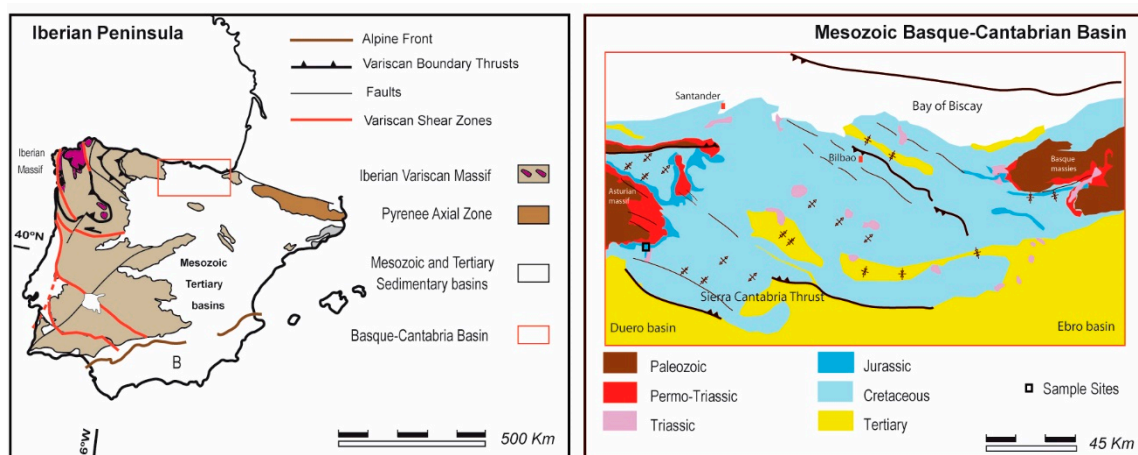 Iberian Peninsula
Alpine Front
Variscan Boundary Thrusts
Faults
Variscan Shear Zones
Iberian
Massif
Iberian Variscan Massif
Pyrenee Axial Zone
40°N
Mesozoic
Tertiary
basins
Mesozoic and Tertiary
Sedimentary basins
Basque-Cantabria Basin
B
6°W
500 Km
Mesozoic Basque-Cantabrian Basin
Santander
Bay of Biscay
Bilbao
Basque
massies
Asturian
massif
Sierra Cantabria Thrust
Duero basin
Ebro basin
Paleozoic
Permo-Triassic
Triassic
Jurassic
Cretaceous
Tertiary
Sample Sites
45 Km